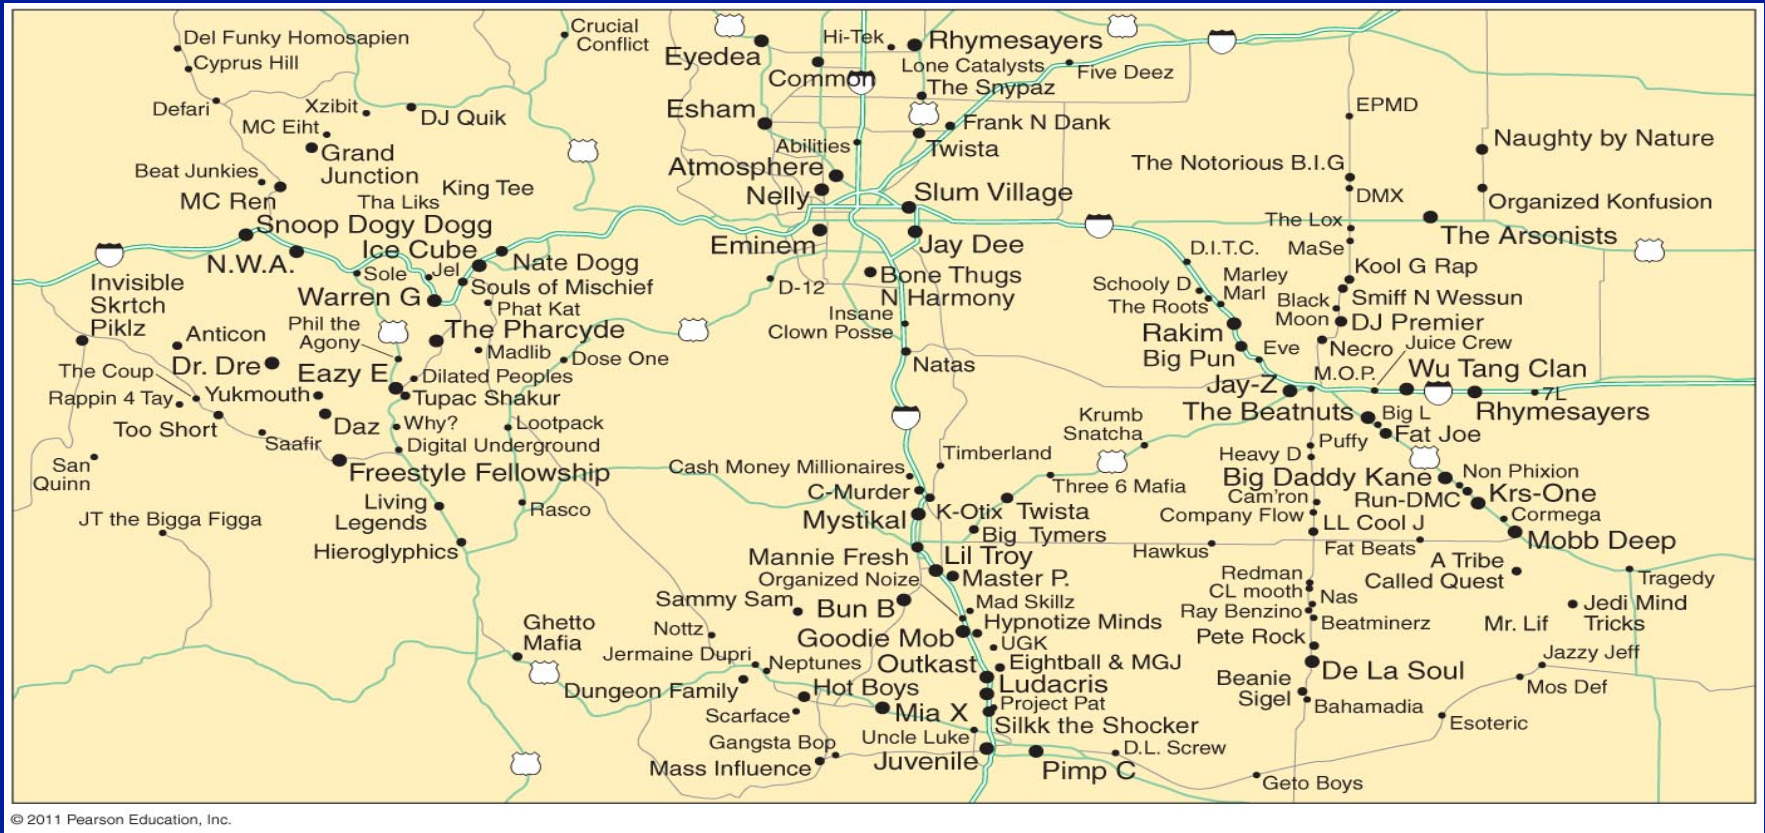 Del Funky Homosapien
Cyprus Hill
Defari
Xzibit
MC Eiht
DJ Quik
Grand
Junction
Beat Junkies
MC Ren
Tha Liks
King Tee
Snoop Dogy Dogg
N.W.A.
Ice Cube
Sole
Jel
Nate Dogg
Souls of Mischief
Warren G
Phat Kat
Invisible
Skrtch
Piklz
Anticon
Phil the
Agony
The Pharcyde
Madlib
Dose One
Dr. Dre
The Coup
Eazy E
Dilated Peoples
Tupac Shakur
Rappin 4 Tay
Yukmouth
Too Short
Daz
Why?
Lootpack
Saafir
Digital Underground
Freestyle Fellowship
San
Quinn
Living
Legends
Rasco
JT the Bigga Figga
Hieroglyphics
Crucial
Conflict
Eyedea
Hi-Tek
Rhymesayers
Common
Lone Catalysts
Five Deez
The Snypaz
Esham
Frank N Dank
Abilities
Twista
Atmosphere
Nelly
Slum Village
Eminem
Jay Dee
D-12
Bone Thugs
N Harmony
Insane
Clown Posse
Natas
EPMD
Naughty by Nature
The Notorious B.I.G
DMX
Organized Konfusion
The Lox
The Arsonists
D.I.T.C.
MaSe
Kool G Rap
Schooly D
Marley
Marl
The Roots
Black
Moon
Smiff N Wessun
DJ Premier
Rakim
Big Pun
Eve
Necro
Juice Crew
M.O.P.
Wu Tang Clan
Jay-Z
7L
The Beatnuts
Big L
Rhymesayers
Fat Joe
Krumb
Snatcha
Puffy
Heavy D
Big Daddy Kane
Non Phixion
Cam'ron
Run-DMC
Krs-One
Company Flow
Cormega
LL Cool J
Fat Beats
Mobb Deep
Hawkus
A Tribe
Called Quest
Tragedy
Redman
CL mooth
Nas
Ray Benzino
Beatminerz
Jedi Mind
Tricks
Mr. Lif
Pete Rock
De La Soul
Jazzy Jeff
Mos Def
Beanie
Sigel
Bahamadia
Esoteric
Geto Boys
Timberland
Cash Money Millionaires
Three 6 Mafia
C-Murder
K-Otix
Twista
Mystikal
Big Tymers
Mannie Fresh
Lil Troy
Organized Noize
Master P.
Sammy Sam
Bun B
Mad Skillz
Hypnotize Minds
Nottz
Goodie Mob
UGK
Ghetto
Mafia
Jermaine Dupri
Neptunes
Outkast
Eightball & MGJ
Dungeon Family
Hot Boys
Ludacris
Project Pat
Scarface
Mia X
Silkk the Shocker
Gangsta Bop
Uncle Luke
D.L. Screw
Mass Influence
Juvenile
Pimp C
© 2011 Pearson Education, Inc.